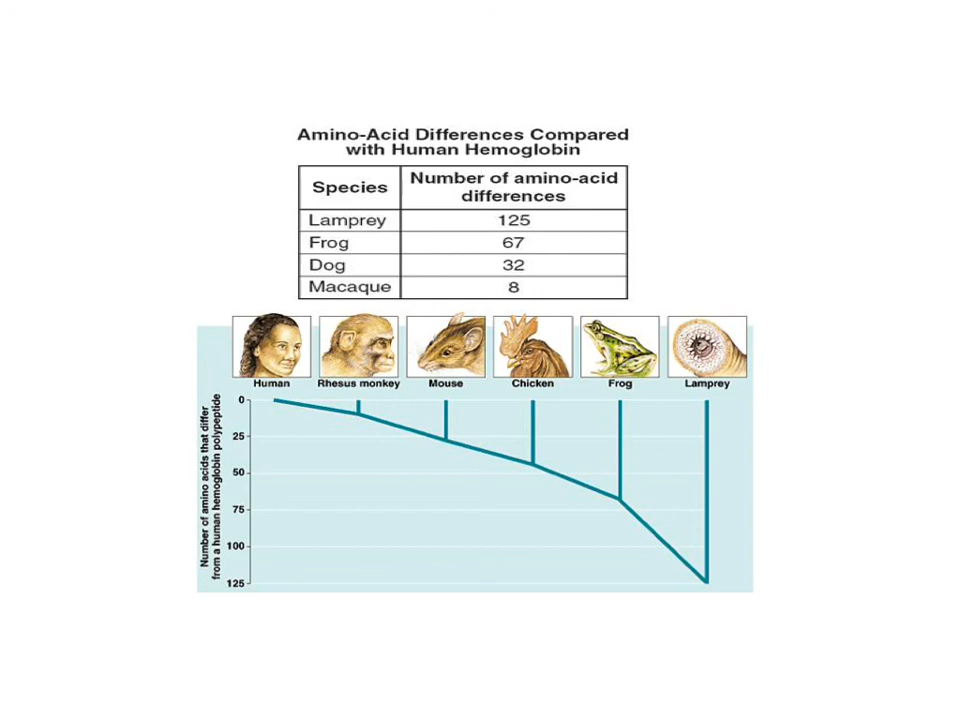 Amino-Acid Differences Compared
with Human Hemoglobin
Species
Number of amino-acid
differences
Lamprey 125
Frog 67
Dog 32
Macaque 8
Human Rhesus monkey Mouse Chicken Frog Lamprey
Number of amino acids that differ
from a human hemoglobin polypeptide
0
25
50
75
100
125